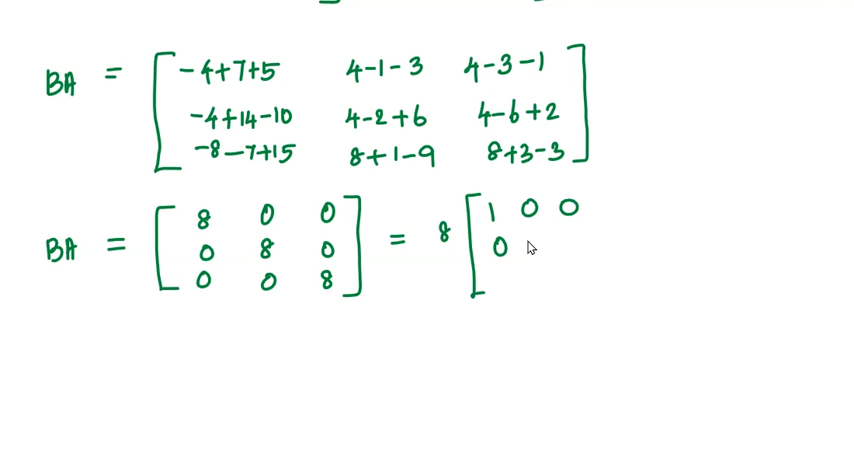 BA = [ -4+7+5 4-1-3 4-3-1
-4+14-10 4-2+6 4-6+2
-8-7+15 8+1-9 8+3-3 ]
BA = [ 8 0 0
0 8 0
0 0 8 ] = 8 [ 1 0 0
0